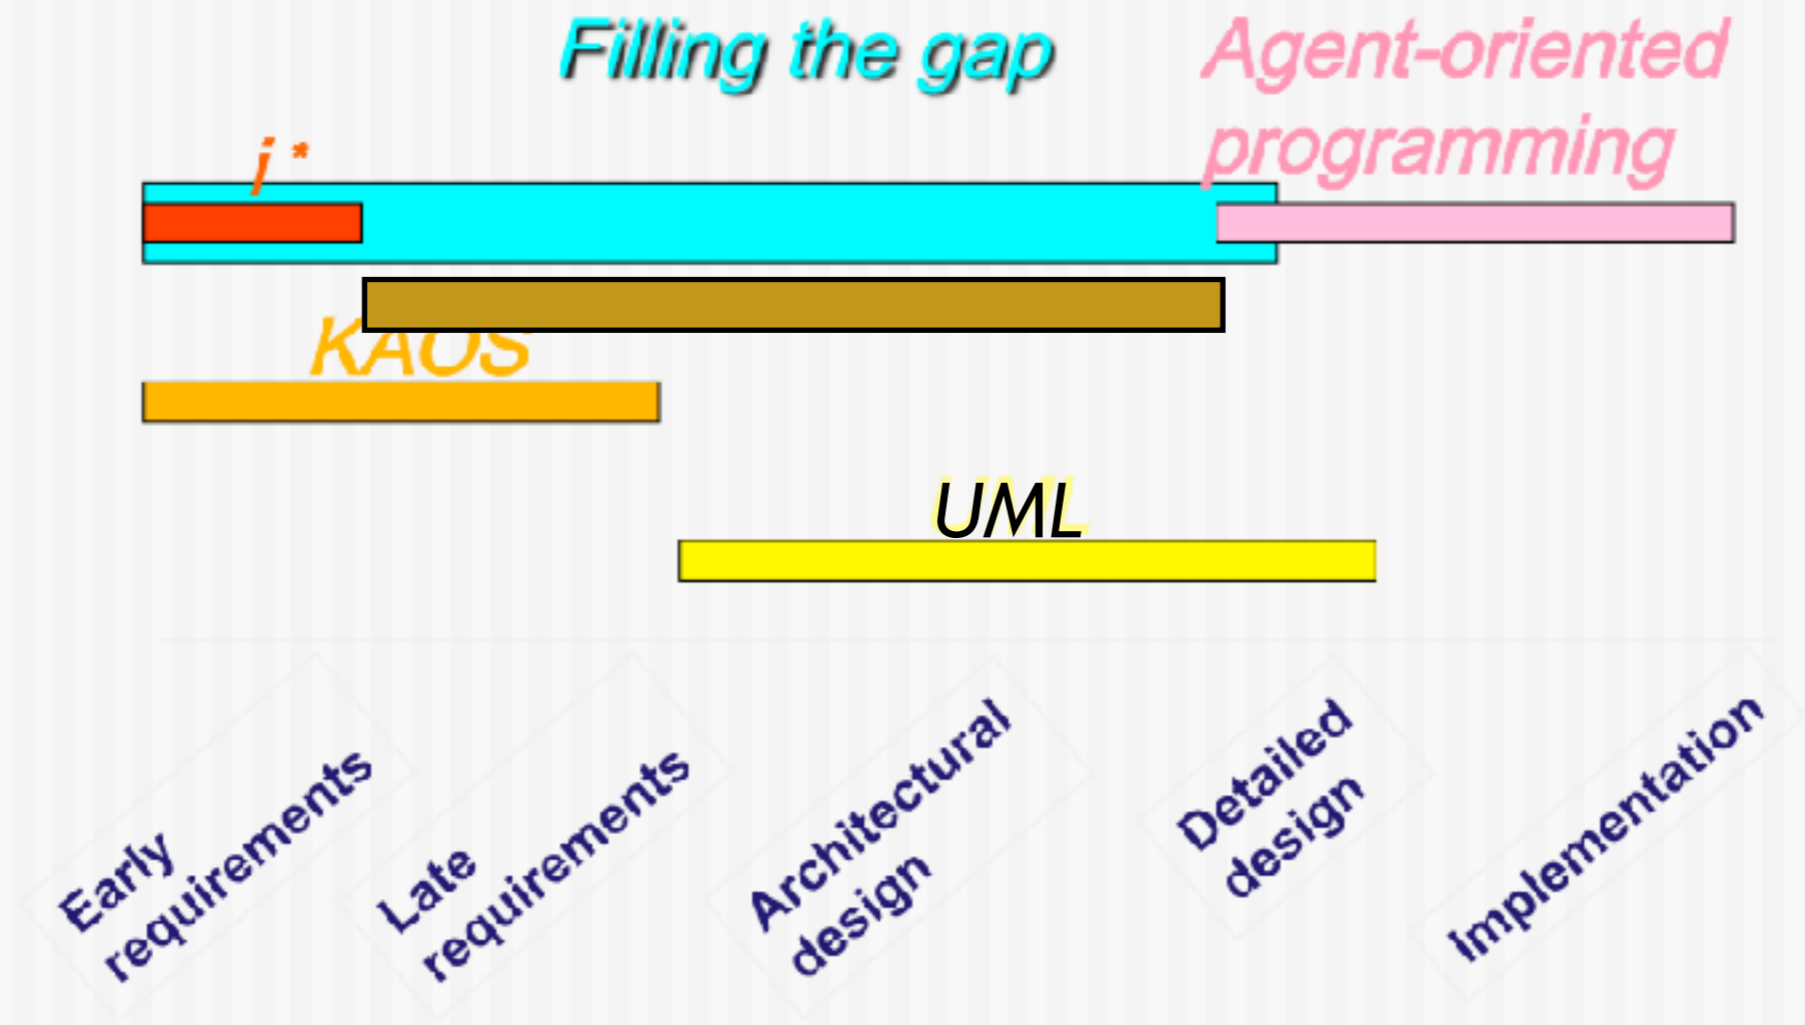 Filling the gap
Agent-oriented
programming
i *
KAOS
UML
Early
requirements
Late
requirements
Architectural
design
Detailed
design
Implementation